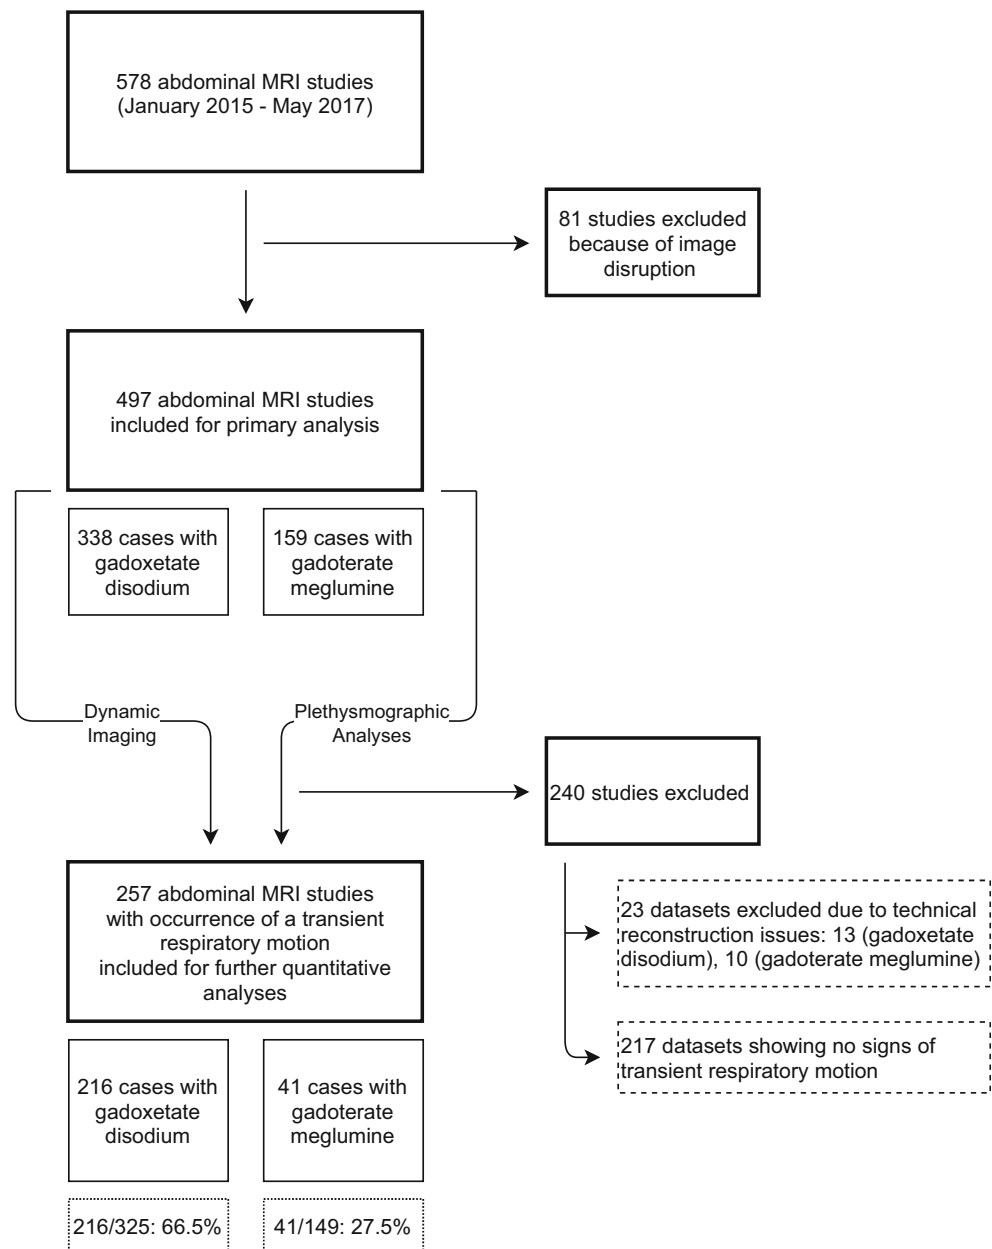 578 abdominal MRI studies
(January 2015 - May 2017)
81 studies excluded
because of image
disruption
497 abdominal MRI studies
included for primary analysis
338 cases with
gadoxetate
disodium
159 cases with
gadoterate
meglumine
Dynamic
Imaging
Plethysmographic
Analyses
240 studies excluded
257 abdominal MRI studies
with occurrence of a transient
respiratory motion
included for further quantitative
analyses
23 datasets excluded due to technical
reconstruction issues: 13 (gadoxetate
disodium), 10 (gadoterate meglumine)
217 datasets showing no signs of
transient respiratory motion
216 cases with
gadoxetate
disodium
41 cases with
gadoterate
meglumine
216/325: 66.5%
41/149: 27.5%